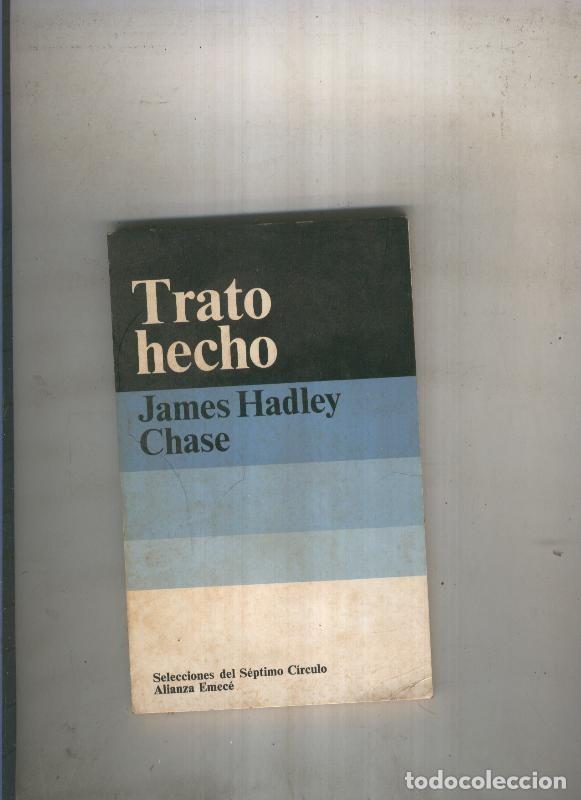 Trato
hecho
James Hadley
Chase
Selecciones del Séptimo Círculo
Alianza Emecé
todocoleccion